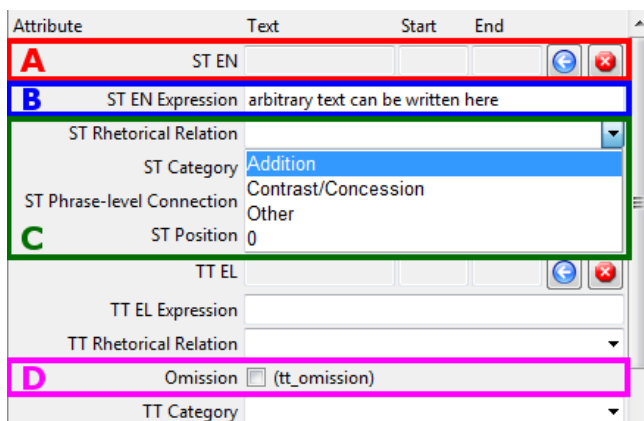 Attribute Text Start End
A ST EN
B ST EN Expression arbitrary text can be written here
ST Rhetorical Relation
ST Category Addition
Contrast/Concession
ST Phrase-level Connection
Other
C ST Position 0
TT EL
TT EL Expression
TT Rhetorical Relation
D Omission (tt_omission)
TT Category